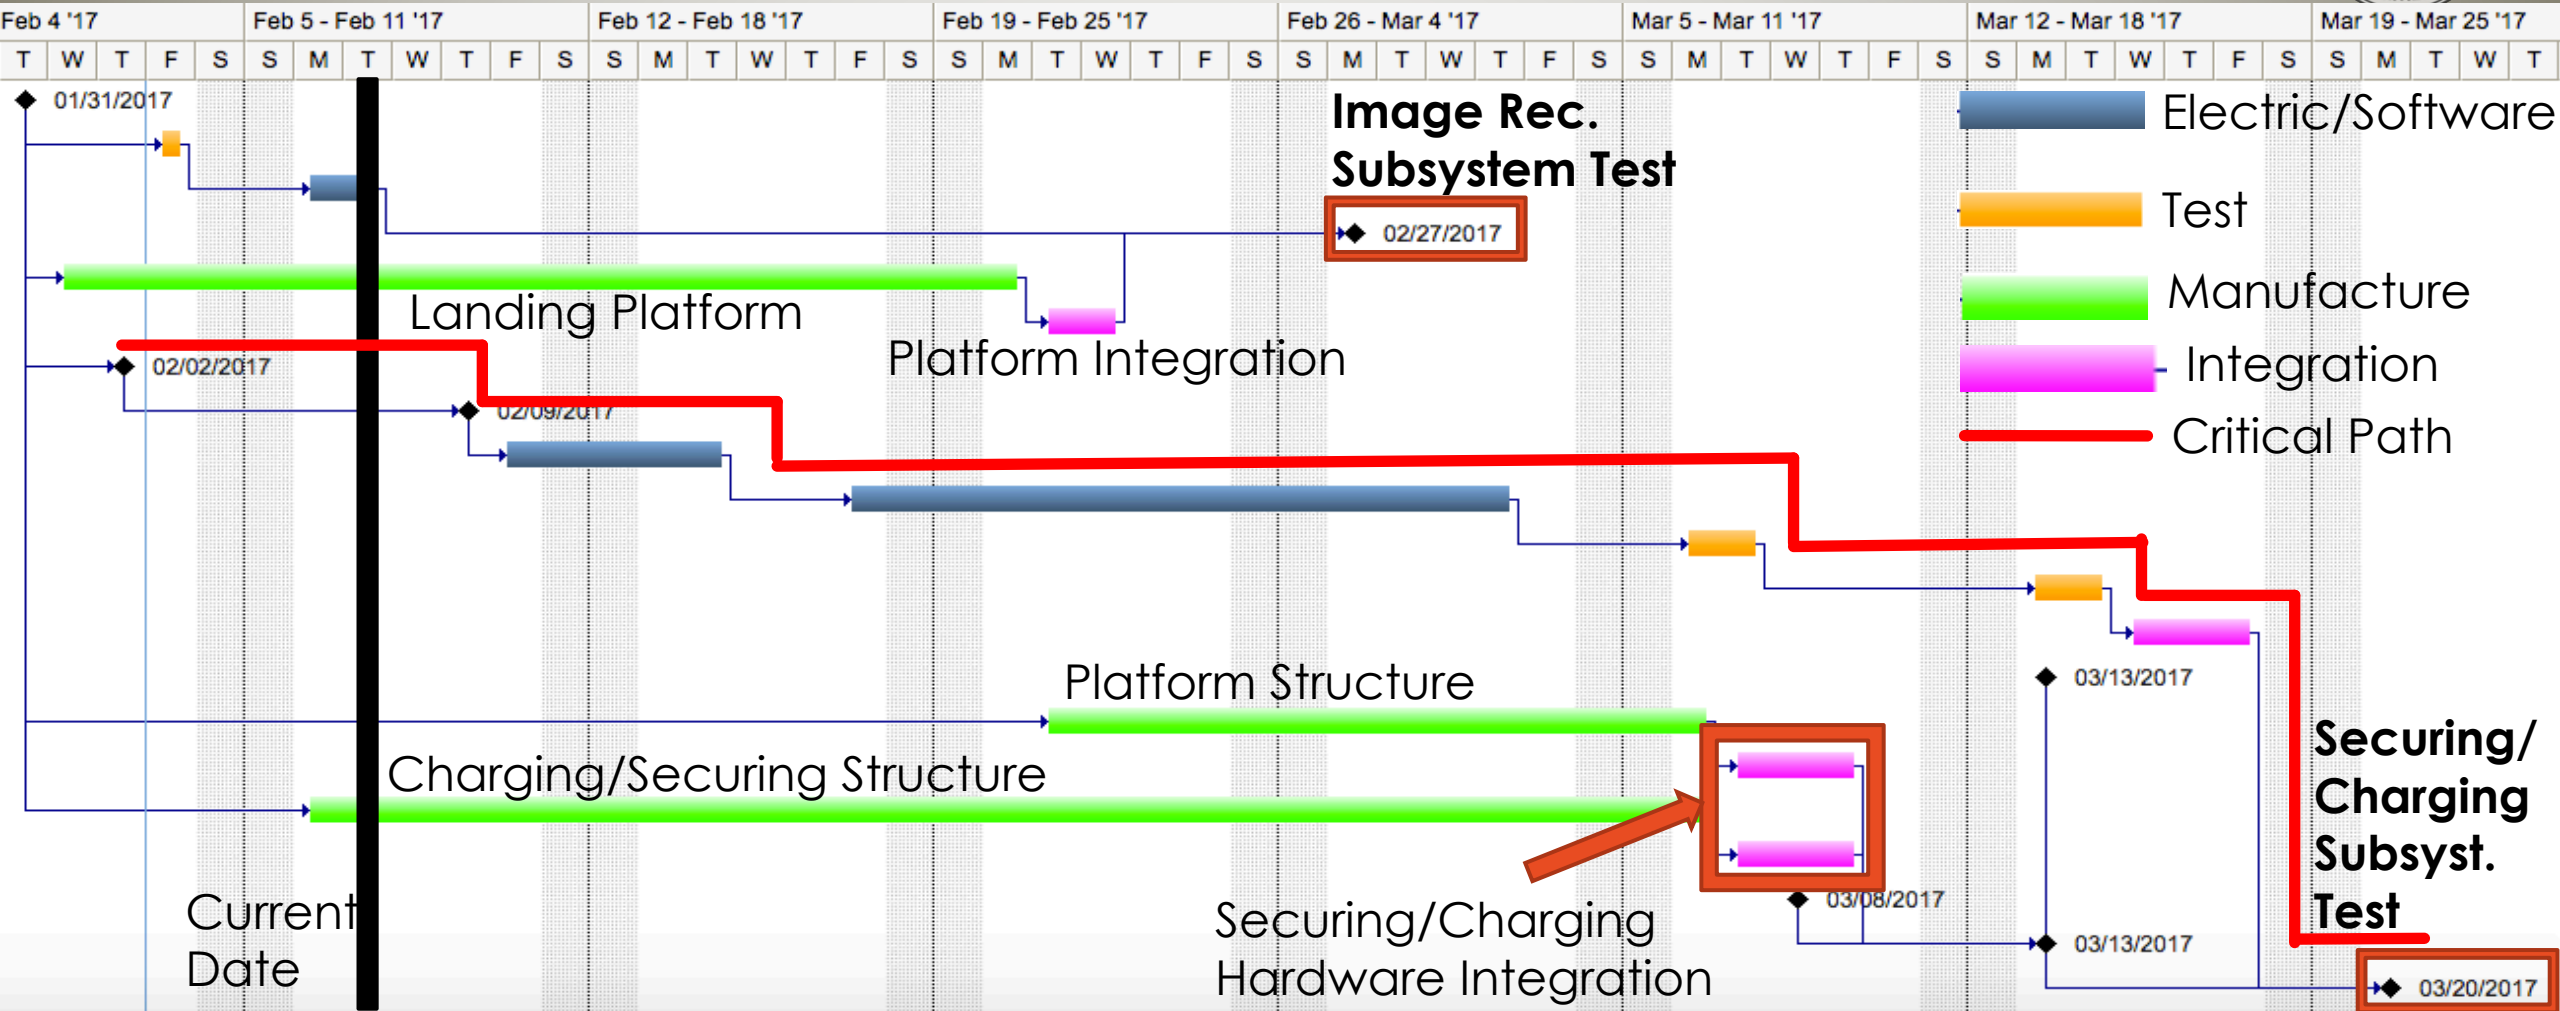 Feb 4 '17 Feb 5 - Feb 11 '17 Feb 12 - Feb 18 '17 Feb 19 - Feb 25 '17 Feb 26 - Mar 4 '17 Mar 5 - Mar 11 '17 Mar 12 - Mar 18 '17 Mar 19 - Mar 25 '17
T W T F S S M T W T F S S M T W T F S S M T W T F S S M T W T F S S M T W T F S S M T W T F S S M T W T
01/31/2017
Image Rec.
Subsystem Test
02/27/2017
Electric/Software
Test
Manufacture
Integration
Critical Path
Landing Platform
Platform Integration
02/02/2017
02/09/2017
Platform Structure
03/13/2017
Charging/Securing Structure
Securing/
Charging
Subsyst.
Test
Current
Date
Securing/Charging
Hardware Integration
03/08/2017
03/13/2017
03/20/2017